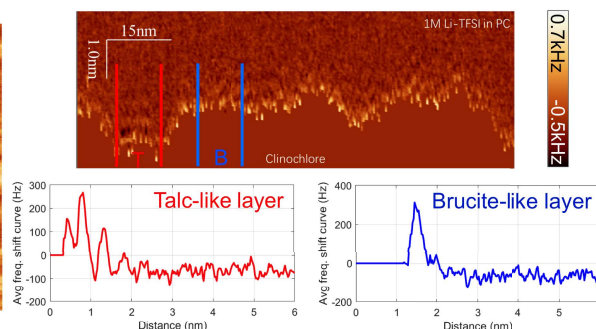 15nm
1.0nm
1M Li-TFSI in PC
T
B
Clinochlore
0.7kHz
-0.5kHz
Talc-like layer
Avg freq. shift curve (Hz)
300
200
100
0
-100
-200
0
1
2
3
4
5
6
Distance (nm)
Brucite-like layer
Avg freq. shift curve (Hz)
400
200
0
-200
0
1
2
3
4
5
Distance (nm)